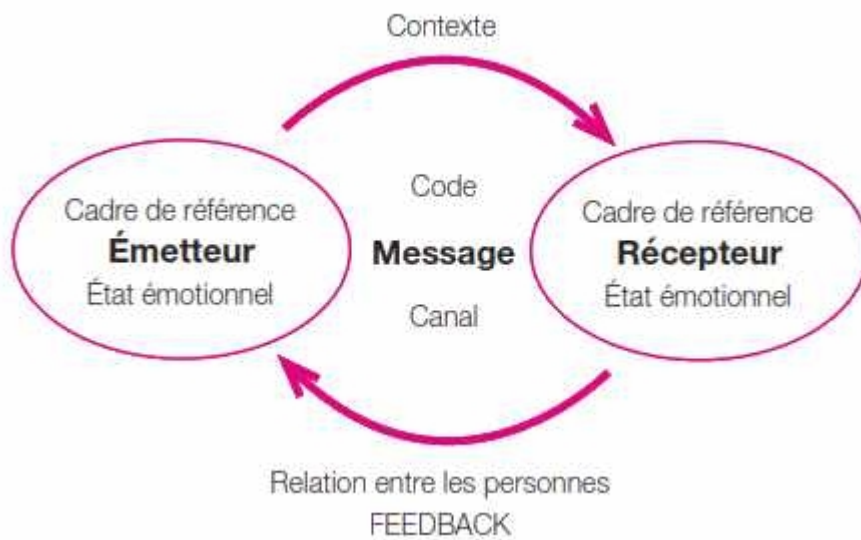 Contexte
Cadre de référence
Émetteur
État émotionnel
Code
Message
Canal
Cadre de référence
Récepteur
État émotionnel
Relation entre les personnes
FEEDBACK